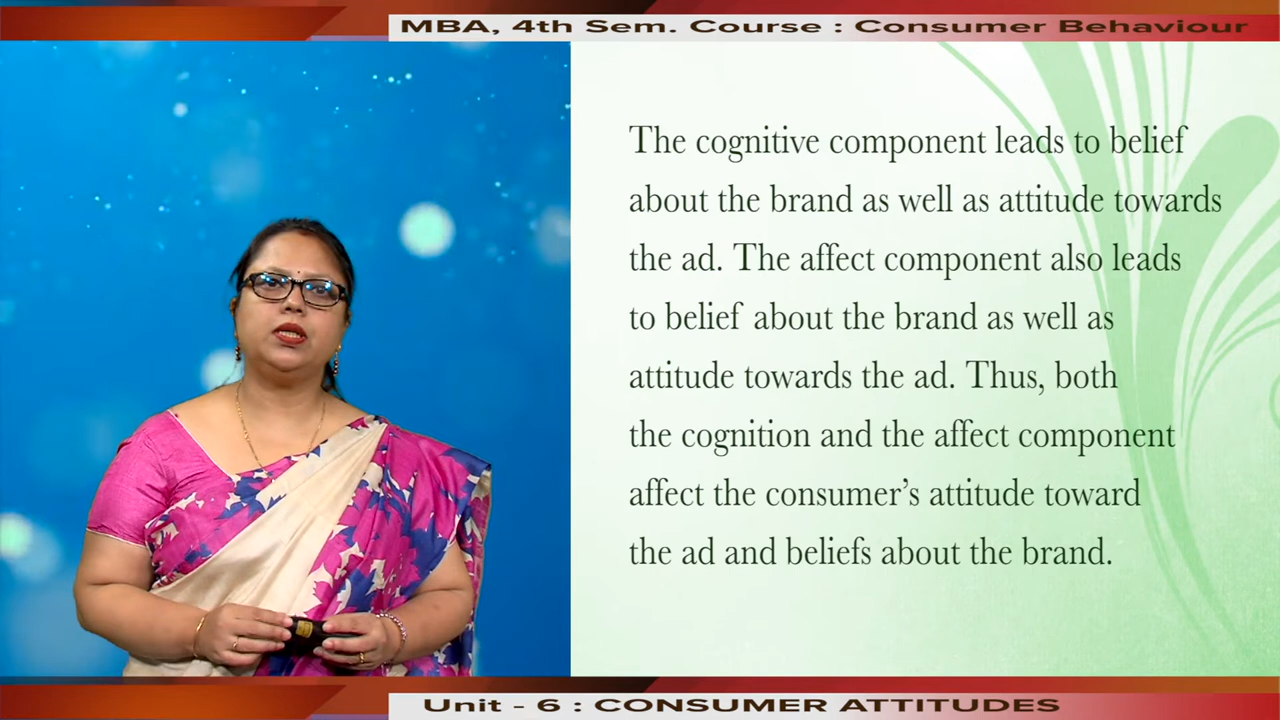 MBA, 4th Sem. Course : Consumer Behaviour
The cognitive component leads to belief
about the brand as well as attitude towards
the ad. The affect component also leads
to belief about the brand as well as
attitude towards the ad. Thus, both
the cognition and the affect component
affect the consumer’s attitude toward
the ad and beliefs about the brand.
Unit - 6 : CONSUMER ATTITUDES